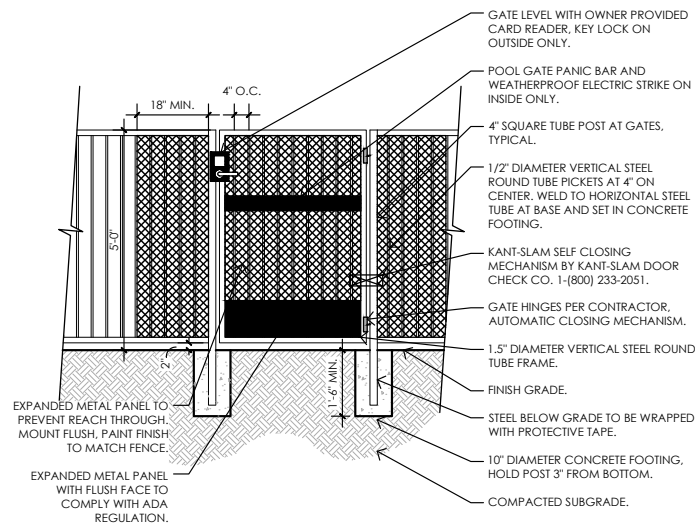 GATE LEVEL WITH OWNER PROVIDED
CARD READER, KEY LOCK ON
OUTSIDE ONLY.
POOL GATE PANIC BAR AND
WEATHERPROOF ELECTRIC STRIKE ON
INSIDE ONLY.
4" SQUARE TUBE POST AT GATES,
TYPICAL.
1/2" DIAMETER VERTICAL STEEL
ROUND TUBE PICKETS AT 4" ON
CENTER. WELD TO HORIZONTAL STEEL
TUBE AT BASE AND SET IN CONCRETE
FOOTING.
KANT-SLAM SELF CLOSING
MECHANISM BY KANT-SLAM DOOR
CHECK CO. 1-(800) 233-2051.
GATE HINGES PER CONTRACTOR,
AUTOMATIC CLOSING MECHANISM.
1.5" DIAMETER VERTICAL STEEL ROUND
TUBE FRAME.
FINISH GRADE.
STEEL BELOW GRADE TO BE WRAPPED
WITH PROTECTIVE TAPE.
10" DIAMETER CONCRETE FOOTING,
HOLD POST 3" FROM BOTTOM.
COMPACTED SUBGRADE.
18" MIN.
4" O.C.
5'-0"
2"
1'-6" MIN.
EXPANDED METAL PANEL TO
PREVENT REACH THROUGH.
MOUNT FLUSH, PAINT FINISH
TO MATCH FENCE.
EXPANDED METAL PANEL
WITH FLUSH FACE TO
COMPLY WITH ADA
REGULATION.